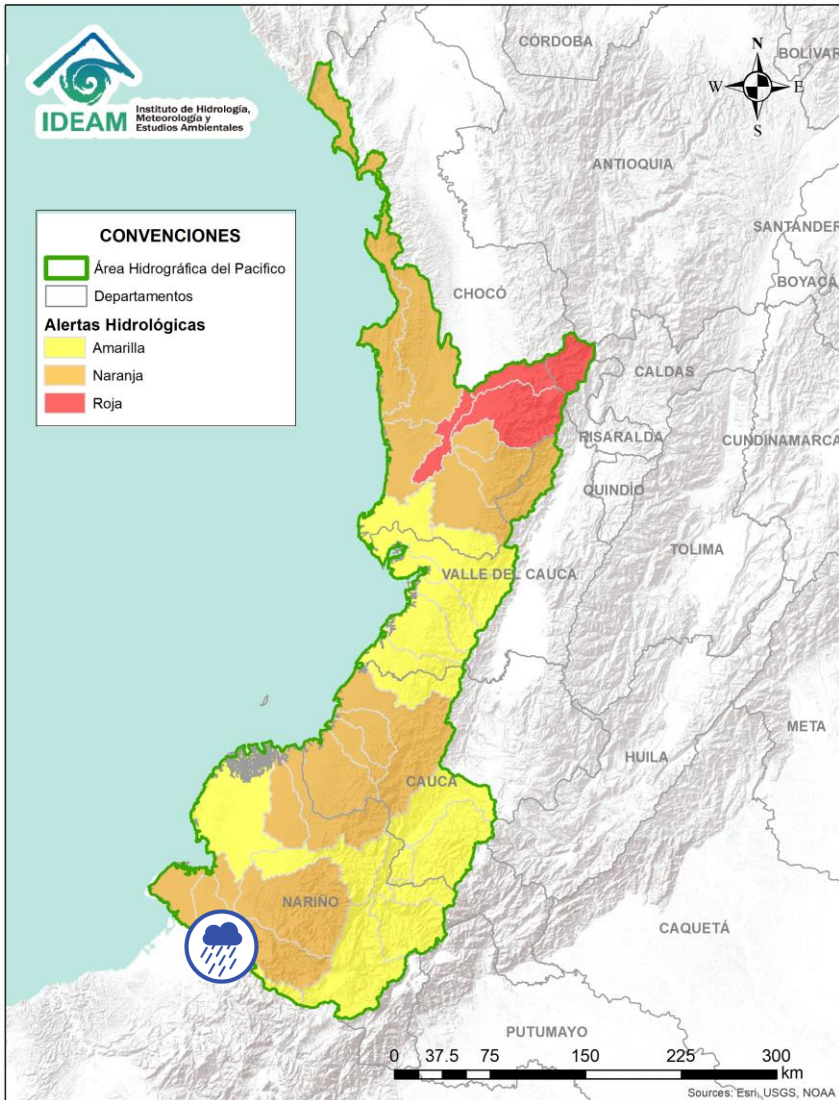 IDEAM
Instituto de Hidrología,
Meteorología y
Estudios Ambientales
CÓRDOBA
BOLÍVAR
N
W
E
S
ANTIOQUIA
SANTANDER
BOYACÁ
CONVENCIONES
Área Hidrográfica del Pacifico
Departamentos
Alertas Hidrológicas
Amarilla
Naranja
Roja
CHOCÓ
CALDAS
RISARALDA
CUNDINAMARCA
QUINDÍO
TOLIMA
VALLE DEL CAUCA
META
HUILA
CAUCA
NARIÑO
CAQUETÁ
PUTUMAYO
0 37.5 75 150 225 300
km
Sources: Esri, USGS, NOAA